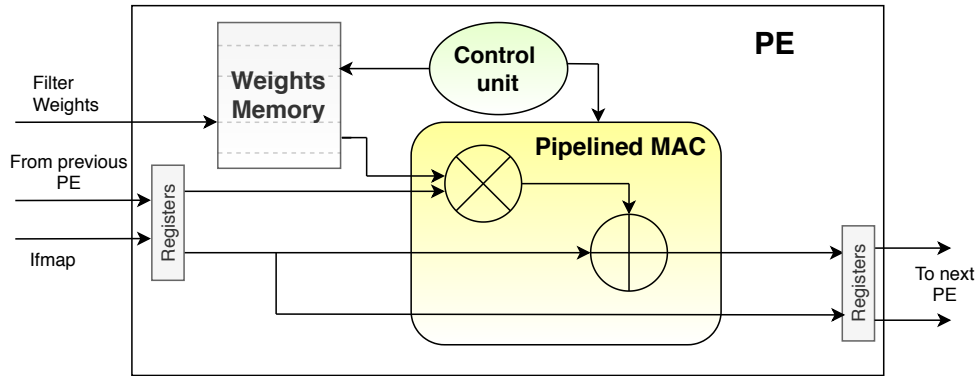 PE
Control
unit
Weights
Memory
Filter
Weights
Pipelined MAC
From previous
PE
Registers
Ifmap
Registers
To next
PE